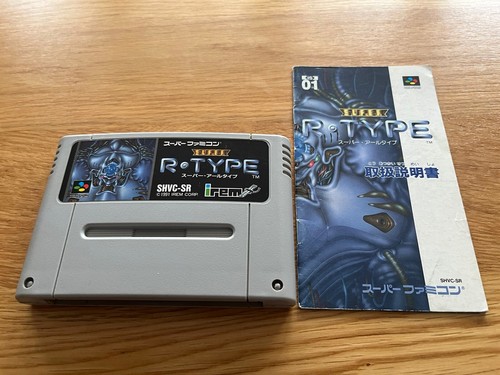 スーパーファミコン
SUPER
R·TYPE
スーパー・アールタイプ
TM
SHVC-SR
© 1991 IREM CORP.
irem
01
SUPER
R·TYPE
スーパー・アールタイプ
TM
取扱説明書
SHVC-SR
スーパーファミコン